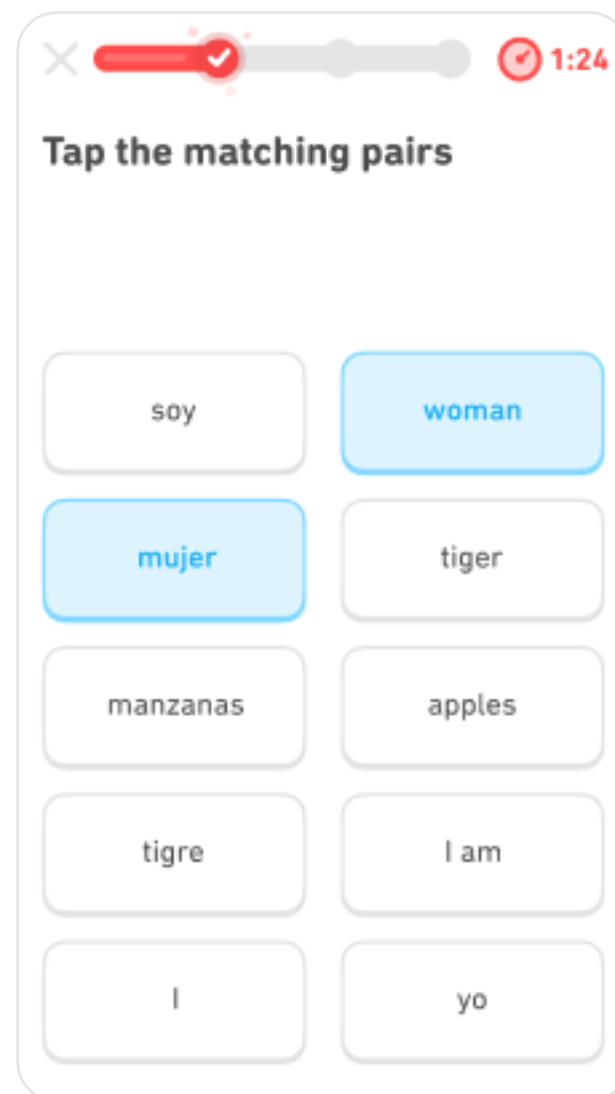 1:24
Tap the matching pairs
soy woman
mujer tiger
manzanas apples
tigre I am
I yo